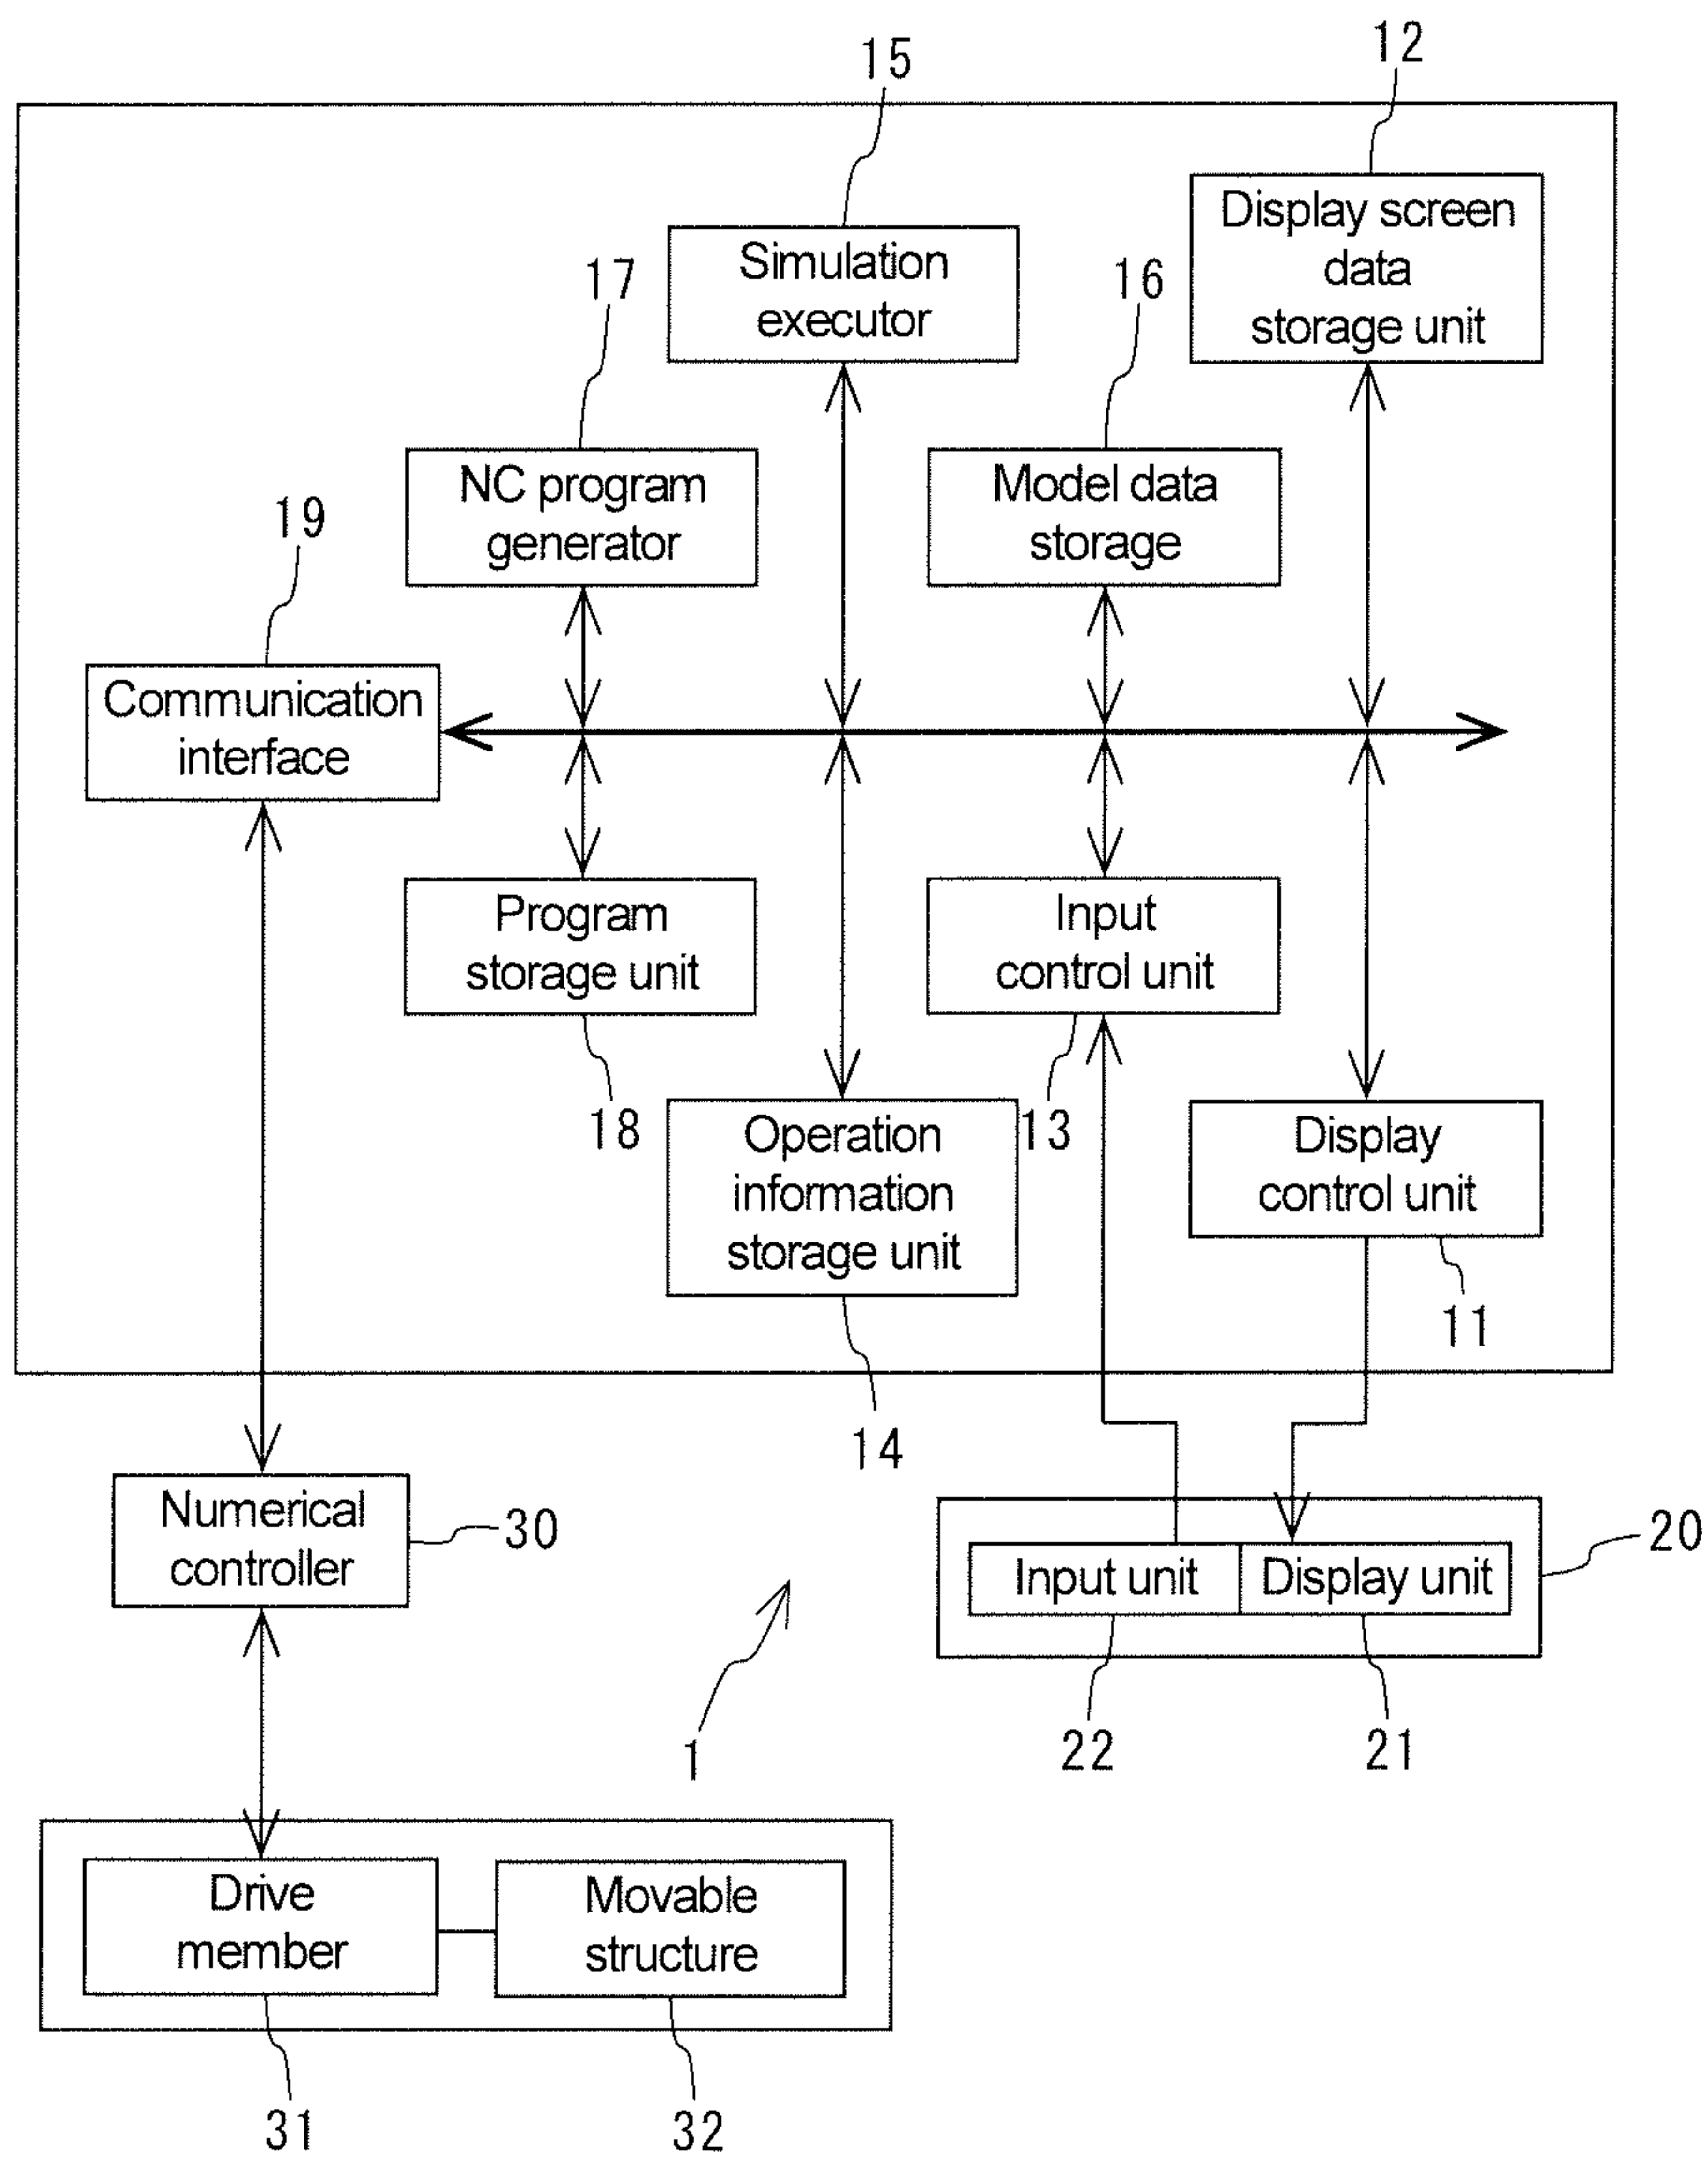 12
15
Display screen
data
storage unit
Simulation
executor
17
16
NC program
generator
Model data
storage
19
Communication
interface
Program
storage unit
Input
control unit
18
13
Operation
information
storage unit
Display
control unit
11
14
Numerical
controller
30
20
Input unit
Display unit
22
21
1
Drive
member
Movable
structure
31
32